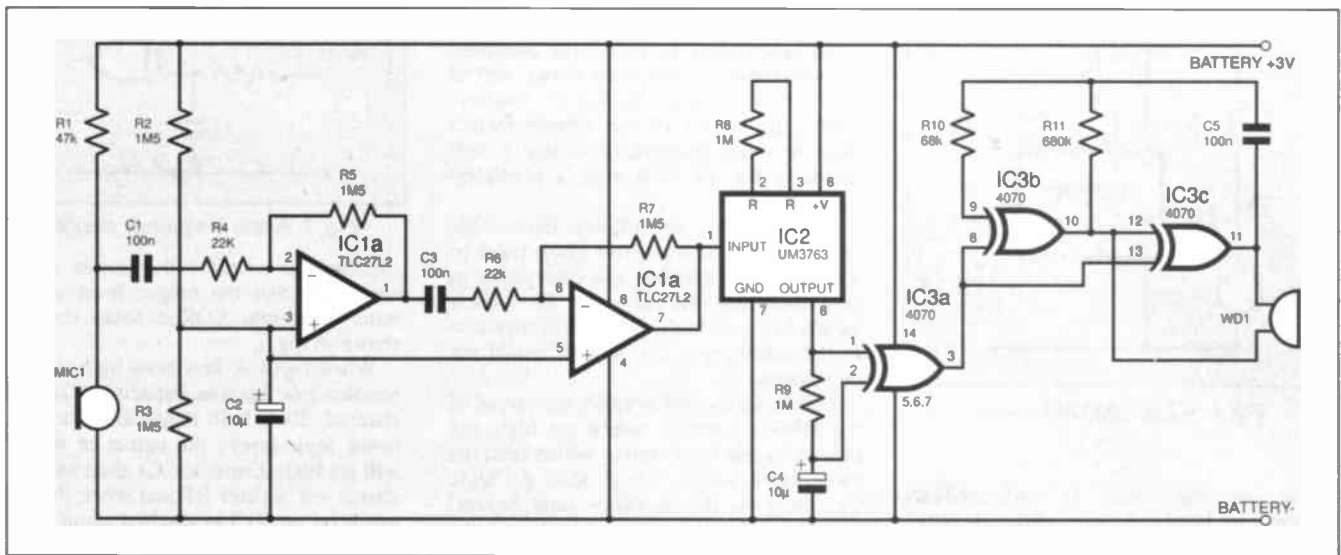 BATTERY +3V
R1
47k
R2
1M5
R8
1M
R10
68k
R11
680k
C5
100n
R5
1M5
2 3 6
R R +V
IC3b
4070
9
8
10
IC3c
4070
12
13
11
C1
100n
R4
22K
IC1a
TLC27L2
2
3
1
−
+
C3
100n
R6
22k
R7
1M5
1
INPUT
IC2
UM3763
GND OUTPUT
7 8
6
5
8
7
4
−
+
IC1a
TLC27L2
IC3a
4070
14
1
2
3
5.6.7
WD1
MIC1
R3
1M5
C2
10µ
+
R9
1M
C4
10µ
+
BATTERY-